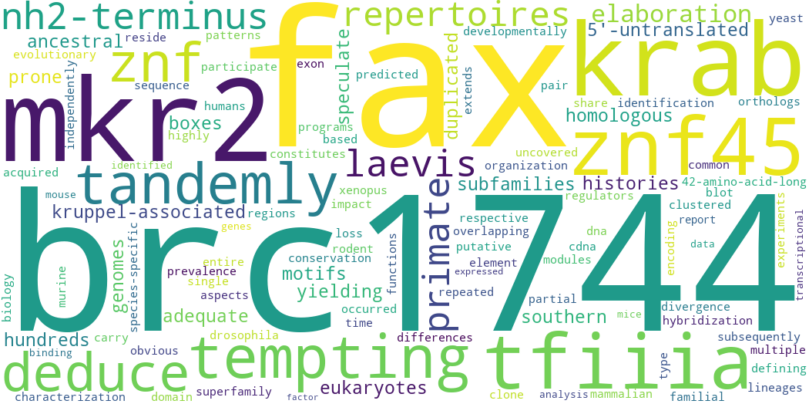 nh2-terminus
fax
repertoires
elaboration
yeast
ancestral
reside
patterns
developmentally
5'-untranslated
krab
evolutionary
znf
participate
exon
speculate
predicted
duplicated
extends
pair
prone
sequence
share
identification
orthologs
mkr2
independently
humans
boxes
programs
homologous
highly
based
uncovered
znf45
acquired
identified
constitutes
laevis
organization
common
tandemly
mouse
xenopus
primate
subfamilies
histories
42-amino-acid-long
kruppel-associated
regions
impact
regulators
blot
clustered
brc1744
genes
loss
rodent
conservation
functions
respective
overlapping
putative
cdna
dna
encoding
report
data
experiments
transcriptional
biology
murine
genomes
species-specific
entire
prevalence
single
aspects
motifs
yielding
element
expressed
modules
repeated
partial
divergence
mice
hybridization
adequate
occurred
time
southern
hundreds
binding
obvious
carry
drosophila
differences
tempting
tfiiia
type
subsequently
multiple
defining
lineages
deduce
characterization
domain
superfamily
factor
eukaryotes
clone
analysis
mammalian
familial